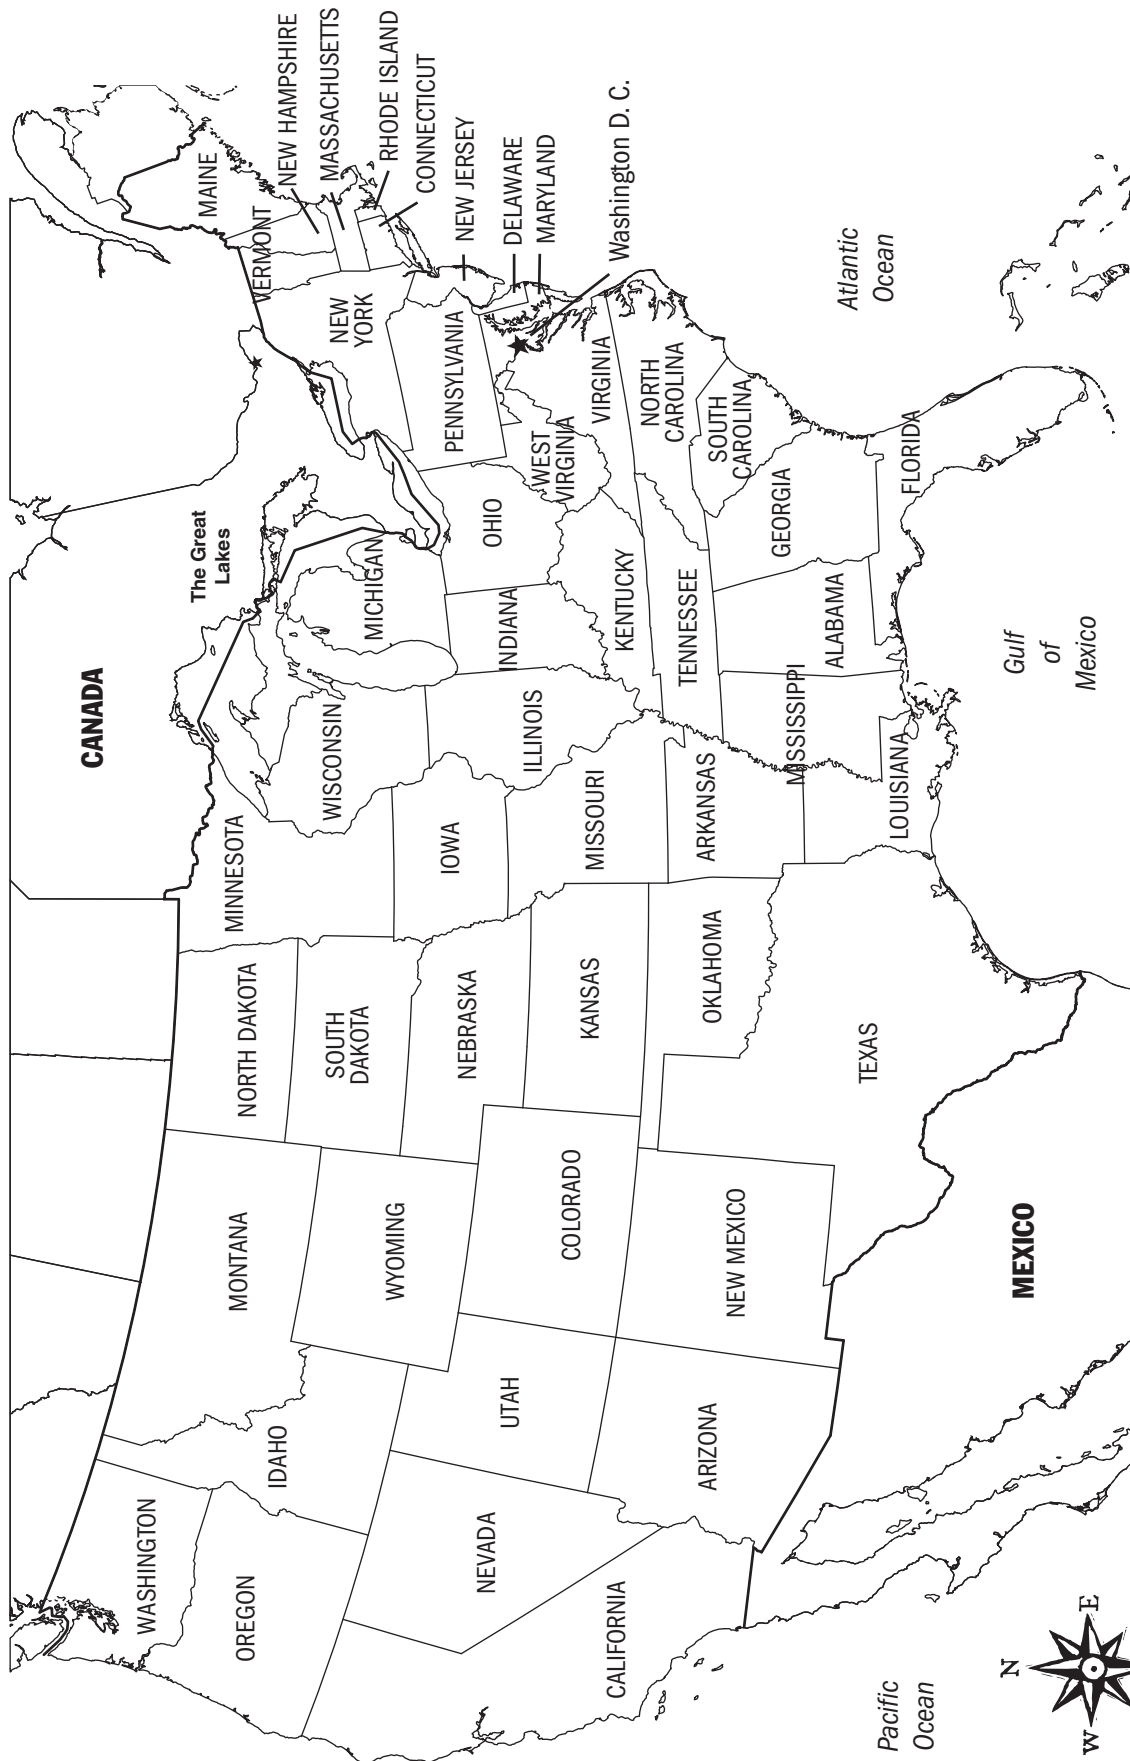 CANADA
The Great
Lakes
WASHINGTON
OREGON
IDAHO
MONTANA
NORTH DAKOTA
MINNESOTA
SOUTH
DAKOTA
WISCONSIN
MICHIGAN
WYOMING
NEBRASKA
IOWA
NEVADA
UTAH
COLORADO
KANSAS
ILLINOIS
INDIANA
OHIO
MISSOURI
KENTUCKY
WEST
VIRGINIA
VIRGINIA
CALIFORNIA
ARIZONA
NEW MEXICO
OKLAHOMA
ARKANSAS
TENNESSEE
NORTH
CAROLINA
SOUTH
CAROLINA
TEXAS
LOUISIANA
MISSISSIPPI
ALABAMA
GEORGIA
FLORIDA
MAINE
VERMONT
NEW HAMPSHIRE
MASSACHUSETTS
RHODE ISLAND
CONNECTICUT
NEW
YORK
PENNSYLVANIA
NEW JERSEY
DELAWARE
MARYLAND
Washington D. C.
Atlantic
Ocean
Gulf
of
Mexico
MEXICO
Pacific
Ocean
N
W
E